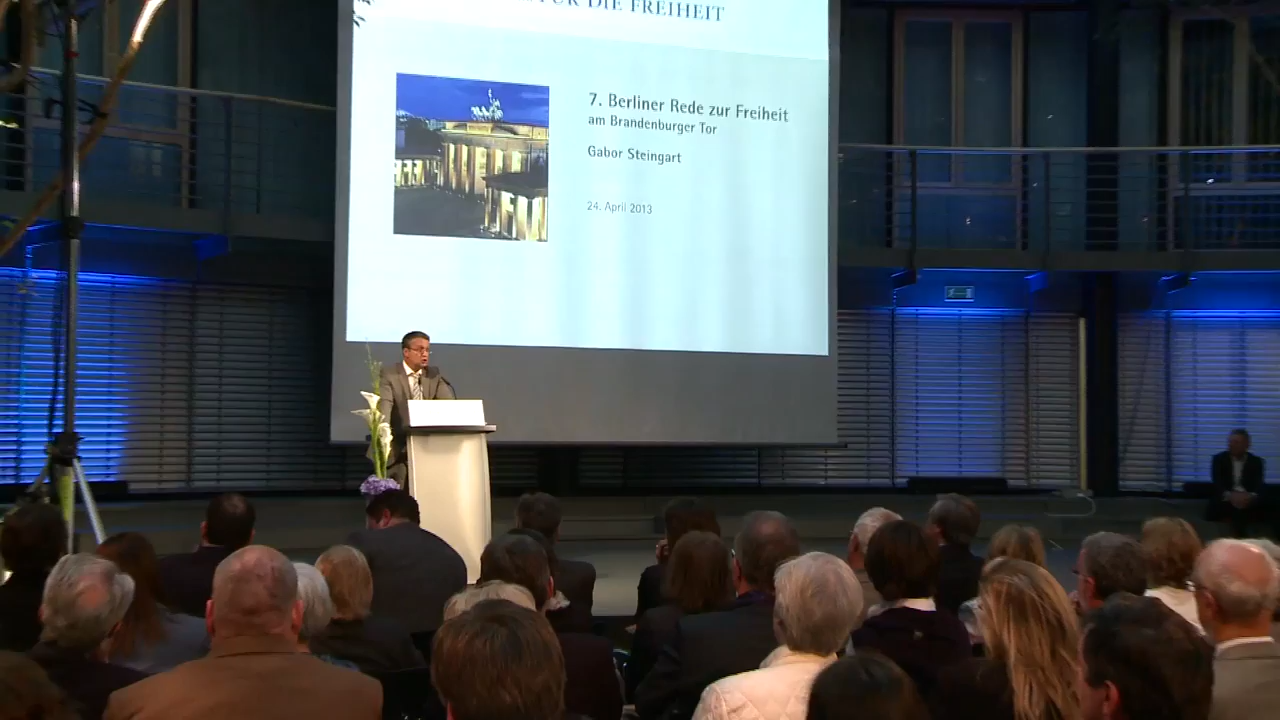 FÜR DIE FREIHEIT
7. Berliner Rede zur Freiheit
am Brandenburger Tor
Gabor Steingart
24. April 2013